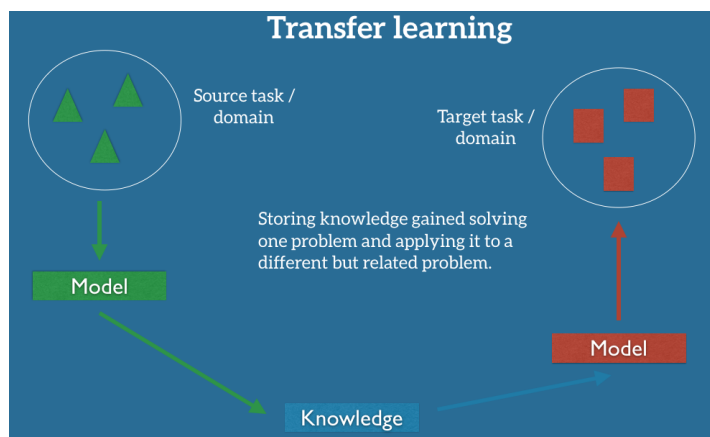 Transfer learning
Source task /
domain
Target task /
domain
Storing knowledge gained solving
one problem and applying it to a
different but related problem.
Model
Model
Knowledge